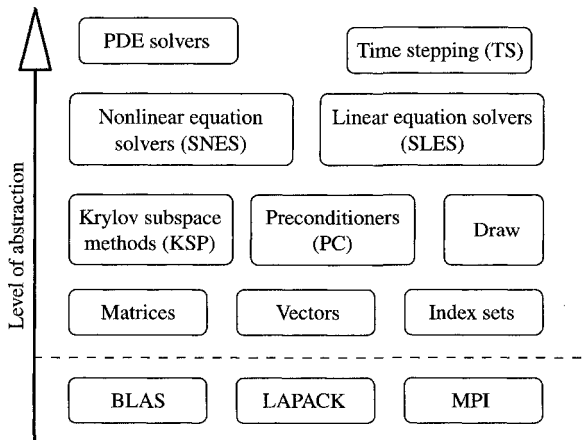 PDE solvers
Time stepping (TS)
Nonlinear equation
solvers (SNES)
Linear equation solvers
(SLES)
Krylov subspace
methods (KSP)
Preconditioners
(PC)
Draw
Matrices
Vectors
Index sets
BLAS
LAPACK
MPI
Level of abstraction